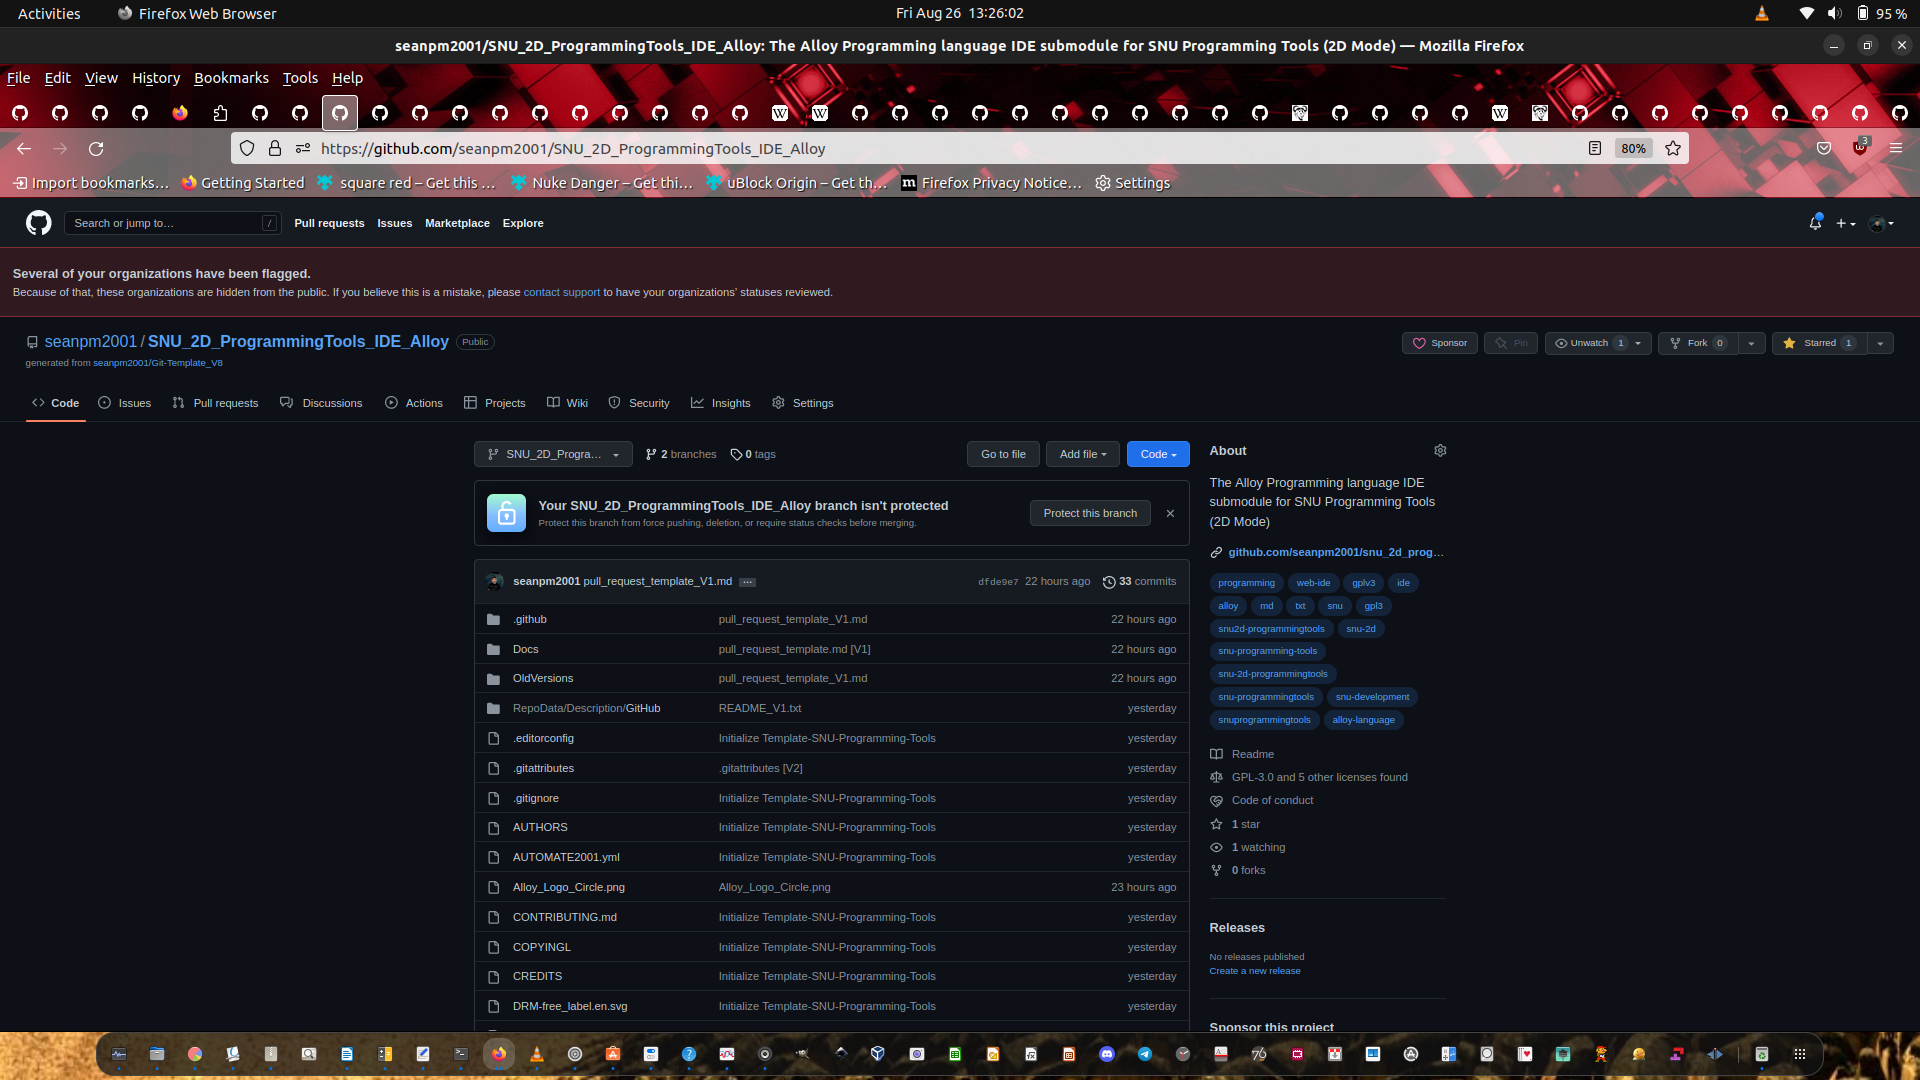 Activities
Firefox Web Browser
Fri Aug 26 13:26:02
95 %
seanpm2001/SNU_2D_ProgrammingTools_IDE_Alloy: The Alloy Programming language IDE submodule for SNU Programming Tools (2D Mode) — Mozilla Firefox
File Edit View History Bookmarks Tools Help
https://github.com/seanpm2001/SNU_2D_ProgrammingTools_IDE_Alloy
80%
3
Import bookmarks…
Getting Started
square red – Get this …
Nuke Danger – Get thi…
uBlock Origin – Get th…
Firefox Privacy Notice…
Settings
Search or jump to…
/
Pull requests Issues Marketplace Explore
Several of your organizations have been flagged.
Because of that, these organizations are hidden from the public. If you believe this is a mistake, please contact support to have your organizations' statuses reviewed.
seanpm2001 / SNU_2D_ProgrammingTools_IDE_Alloy Public
generated from seanpm2001/Git-Template_V8
Sponsor
Pin
Unwatch 1
Fork 0
Starred 1
Code
Issues
Pull requests
Discussions
Actions
Projects
Wiki
Security
Insights
Settings
SNU_2D_Progra…
2 branches
0 tags
Go to file
Add file
Code
Your SNU_2D_ProgrammingTools_IDE_Alloy branch isn't protected
Protect this branch from force pushing, deletion, or require status checks before merging.
Protect this branch
seanpm2001 pull_request_template_V1.md
…
dfde9e7 22 hours ago
33 commits
.github pull_request_template_V1.md 22 hours ago
Docs pull_request_template.md [V1] 22 hours ago
OldVersions pull_request_template_V1.md 22 hours ago
RepoData/Description/GitHub README_V1.txt yesterday
.editorconfig Initialize Template-SNU-Programming-Tools yesterday
.gitattributes .gitattributes [V2] yesterday
.gitignore Initialize Template-SNU-Programming-Tools yesterday
AUTHORS Initialize Template-SNU-Programming-Tools yesterday
AUTOMATE2001.yml Initialize Template-SNU-Programming-Tools yesterday
Alloy_Logo_Circle.png Alloy_Logo_Circle.png 23 hours ago
CONTRIBUTING.md Initialize Template-SNU-Programming-Tools yesterday
COPYINGL Initialize Template-SNU-Programming-Tools yesterday
CREDITS Initialize Template-SNU-Programming-Tools yesterday
DRM-free_label.en.svg Initialize Template-SNU-Programming-Tools yesterday
About
The Alloy Programming language IDE
submodule for SNU Programming Tools
(2D Mode)
github.com/seanpm2001/snu_2d_prog…
programming web-ide gplv3 ide
alloy md txt snu gpl3
snu2d-programmingtools snu-2d
snu-programming-tools
snu-2d-programmingtools
snu-programmingtools snu-development
snuprogrammingtools alloy-language
Readme
GPL-3.0 and 5 other licenses found
Code of conduct
1 star
1 watching
0 forks
Releases
No releases published
Create a new release
Sponsor this project